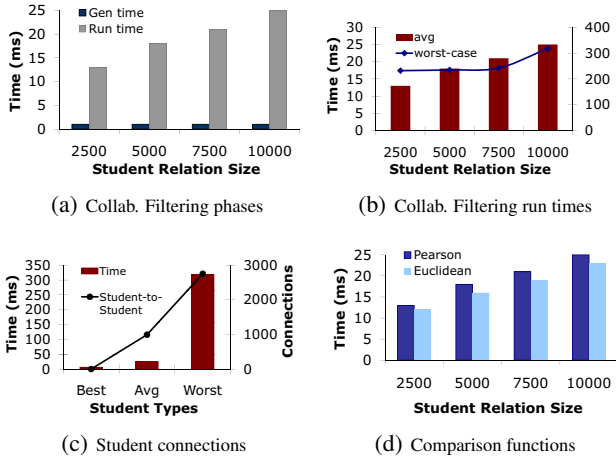 25
20
15
10
5
0
Time (ms)
Gen time
Run time
2500 5000 7500 10000
Student Relation Size
(a) Collab. Filtering phases
30
25
20
15
10
5
0
Time (ms)
avg
worst-case
400
300
200
100
0
2500 5000 7500 10000
Student Relation Size
(b) Collab. Filtering run times
350
300
250
200
150
100
50
0
Time (ms)
Time
Student-to-
Student
3000
2000
1000
0
Connections
Best Avg Worst
Student Types
(c) Student connections
25
20
15
10
5
0
Time (ms)
Pearson
Euclidean
2500 5000 7500 10000
Student Relation Size
(d) Comparison functions